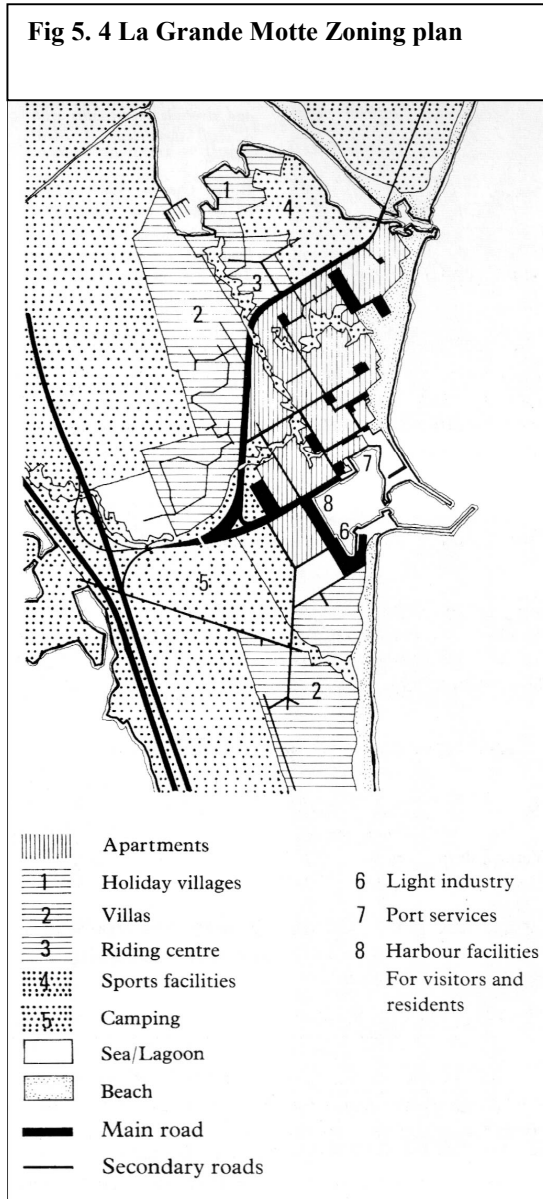 Fig 5. 4 La Grande Motte Zoning plan
1
4
3
2
7
8
6
5
2
Apartments
1 Holiday villages
2 Villas
3 Riding centre
4 Sports facilities
5 Camping
Sea/Lagoon
Beach
Main road
Secondary roads
6 Light industry
7 Port services
8 Harbour facilities
For visitors and
residents